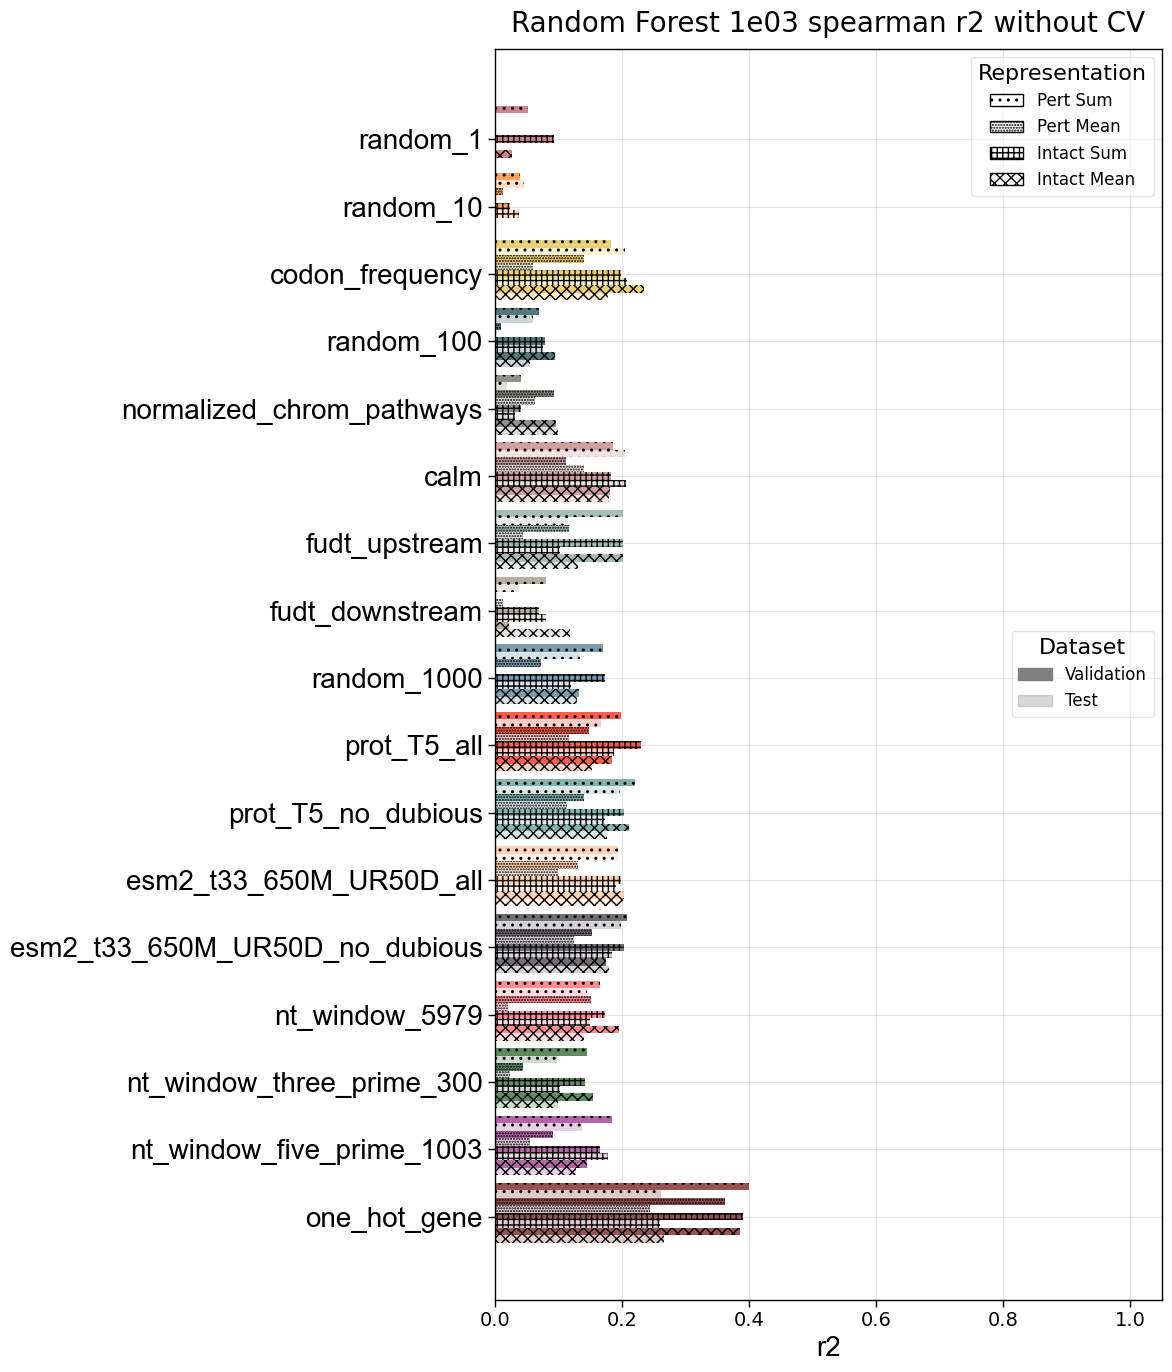 Random Forest 1e03 spearman r2 without CV
Representation
Pert Sum
Pert Mean
Intact Sum
Intact Mean
random_1
random_10
codon_frequency
random_100
normalized_chrom_pathways
calm
fudt_upstream
fudt_downstream
Dataset
Validation
Test
random_1000
prot_T5_all
prot_T5_no_dubious
esm2_t33_650M_UR50D_all
esm2_t33_650M_UR50D_no_dubious
nt_window_5979
nt_window_three_prime_300
nt_window_five_prime_1003
one_hot_gene
0.0 0.2 0.4 0.6 0.8 1.0
r2